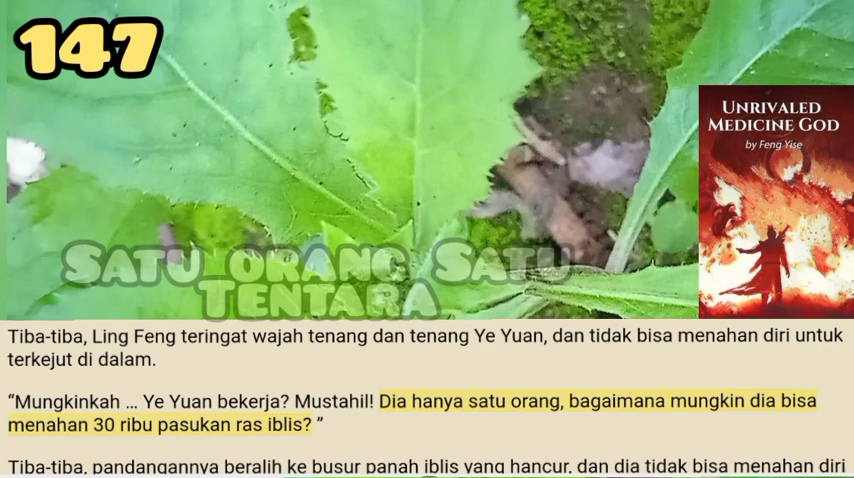 147
UNRIVALED
MEDICINE GOD
by Feng Yise
SATU ORANG SATU
TENTARA
Tiba-tiba, Ling Feng teringat wajah tenang dan tenang Ye Yuan, dan tidak bisa menahan diri untuk
terkejut di dalam.
“Mungkinkah ... Ye Yuan bekerja? Mustahil! Dia hanya satu orang, bagaimana mungkin dia bisa
menahan 30 ribu pasukan ras iblis? ”
Tiba-tiba, pandangannya beralih ke busur panah iblis yang hancur, dan dia tidak bisa menahan diri